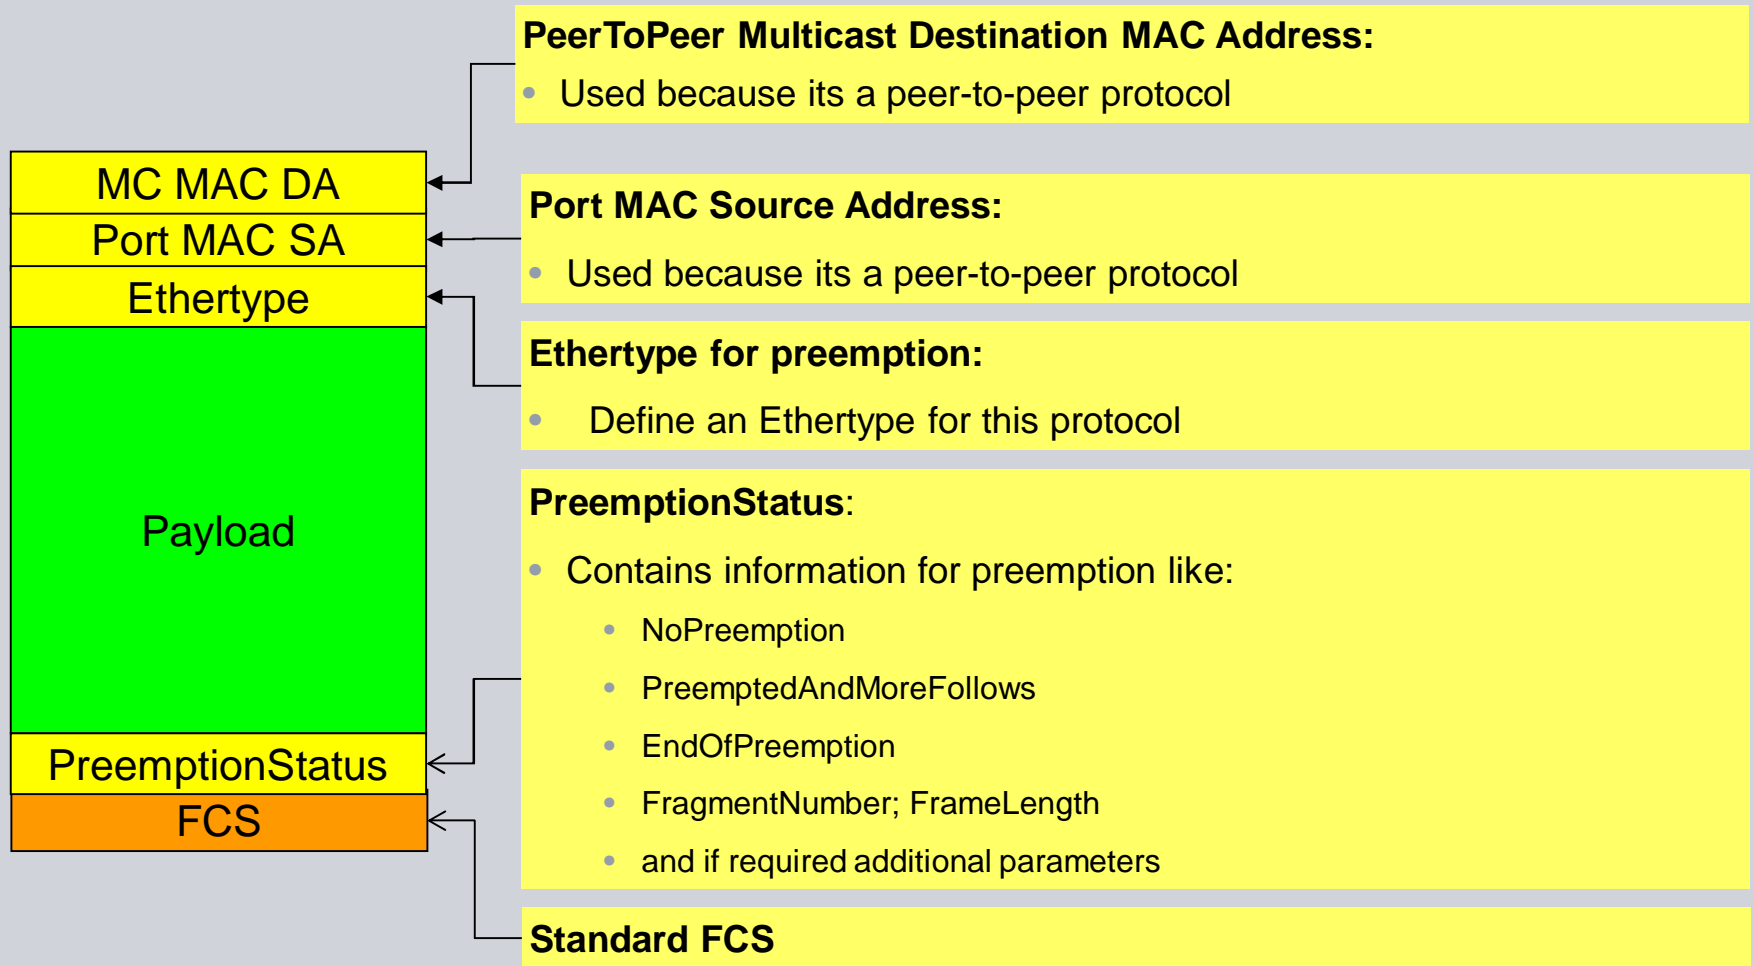 PeerToPeer Multicast Destination MAC Address:
• Used because its a peer-to-peer protocol
MC MAC DA
Port MAC SA
Ethertype
Payload
PreemptionStatus
FCS
Port MAC Source Address:
• Used because its a peer-to-peer protocol
Ethertype for preemption:
• Define an Ethertype for this protocol
PreemptionStatus:
• Contains information for preemption like:
• NoPreemption
• PreemptedAndMoreFollows
• EndOfPreemption
• FragmentNumber; FrameLength
• and if required additional parameters
Standard FCS